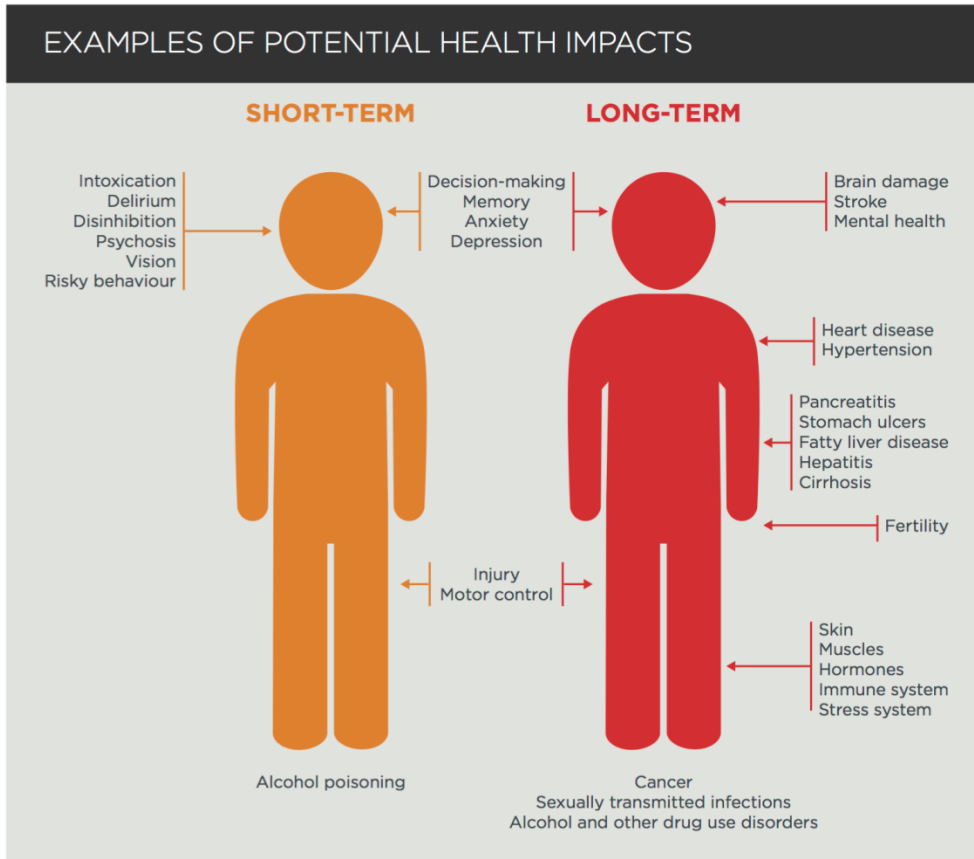 EXAMPLES OF POTENTIAL HEALTH IMPACTS
SHORT-TERM
LONG-TERM
Intoxication
Delirium
Disinhibition
Psychosis
Vision
Risky behaviour
Decision-making
Memory
Anxiety
Depression
Brain damage
Stroke
Mental health
Heart disease
Hypertension
Pancreatitis
Stomach ulcers
Fatty liver disease
Hepatitis
Cirrhosis
Fertility
Injury
Motor control
Skin
Muscles
Hormones
Immune system
Stress system
Alcohol poisoning
Cancer
Sexually transmitted infections
Alcohol and other drug use disorders